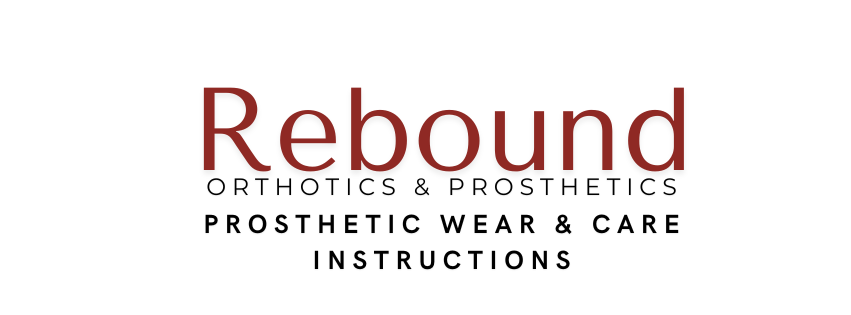 Rebound
ORTHOTICS & PROSTHETICS
PROSTHETIC WEAR & CARE
INSTRUCTIONS